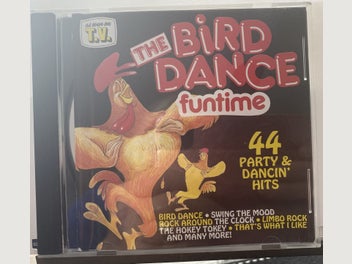 AS SEEN ON
T.V.
THE BIRD
DANCE
funtime
44
PARTY &
DANCIN'
HITS
BIRD DANCE • SWING THE MOOD
ROCK AROUND THE CLOCK • LIMBO ROCK
THE HOKEY TOKEY • THAT'S WHAT I LIKE
AND MANY MORE!